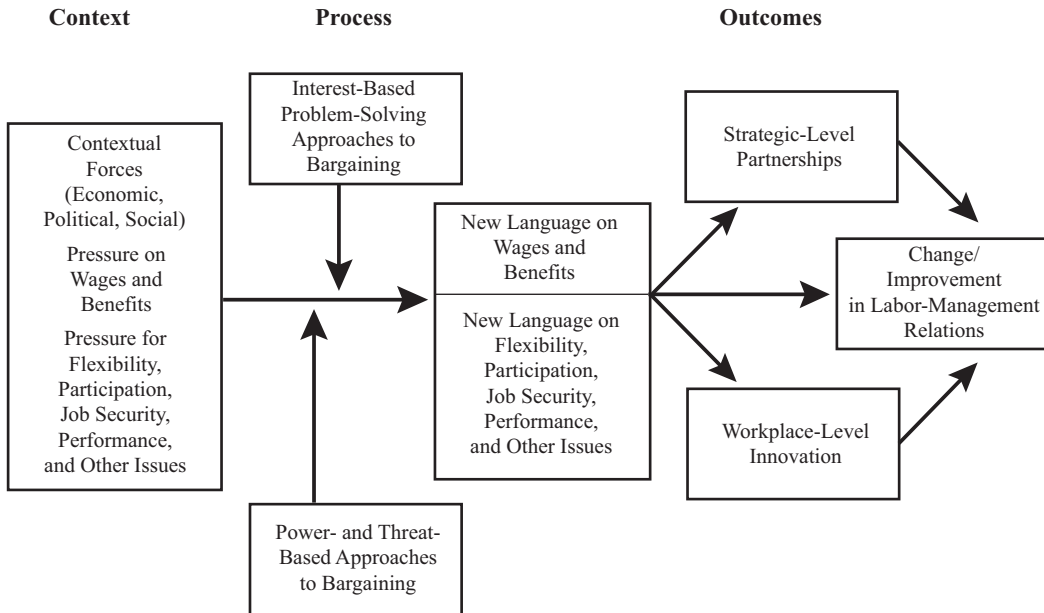 Context
Process
Outcomes
Contextual
Forces
(Economic,
Political, Social)
Pressure on
Wages and
Benefits
Pressure for
Flexibility,
Participation,
Job Security,
Performance,
and Other Issues
Interest-Based
Problem-Solving
Approaches to
Bargaining
Power- and Threat-
Based Approaches
to Bargaining
New Language on
Wages and
Benefits
New Language on
Flexibility,
Participation,
Job Security,
Performance,
and Other Issues
Strategic-Level
Partnerships
Workplace-Level
Innovation
Change/
Improvement
in Labor-Management
Relations